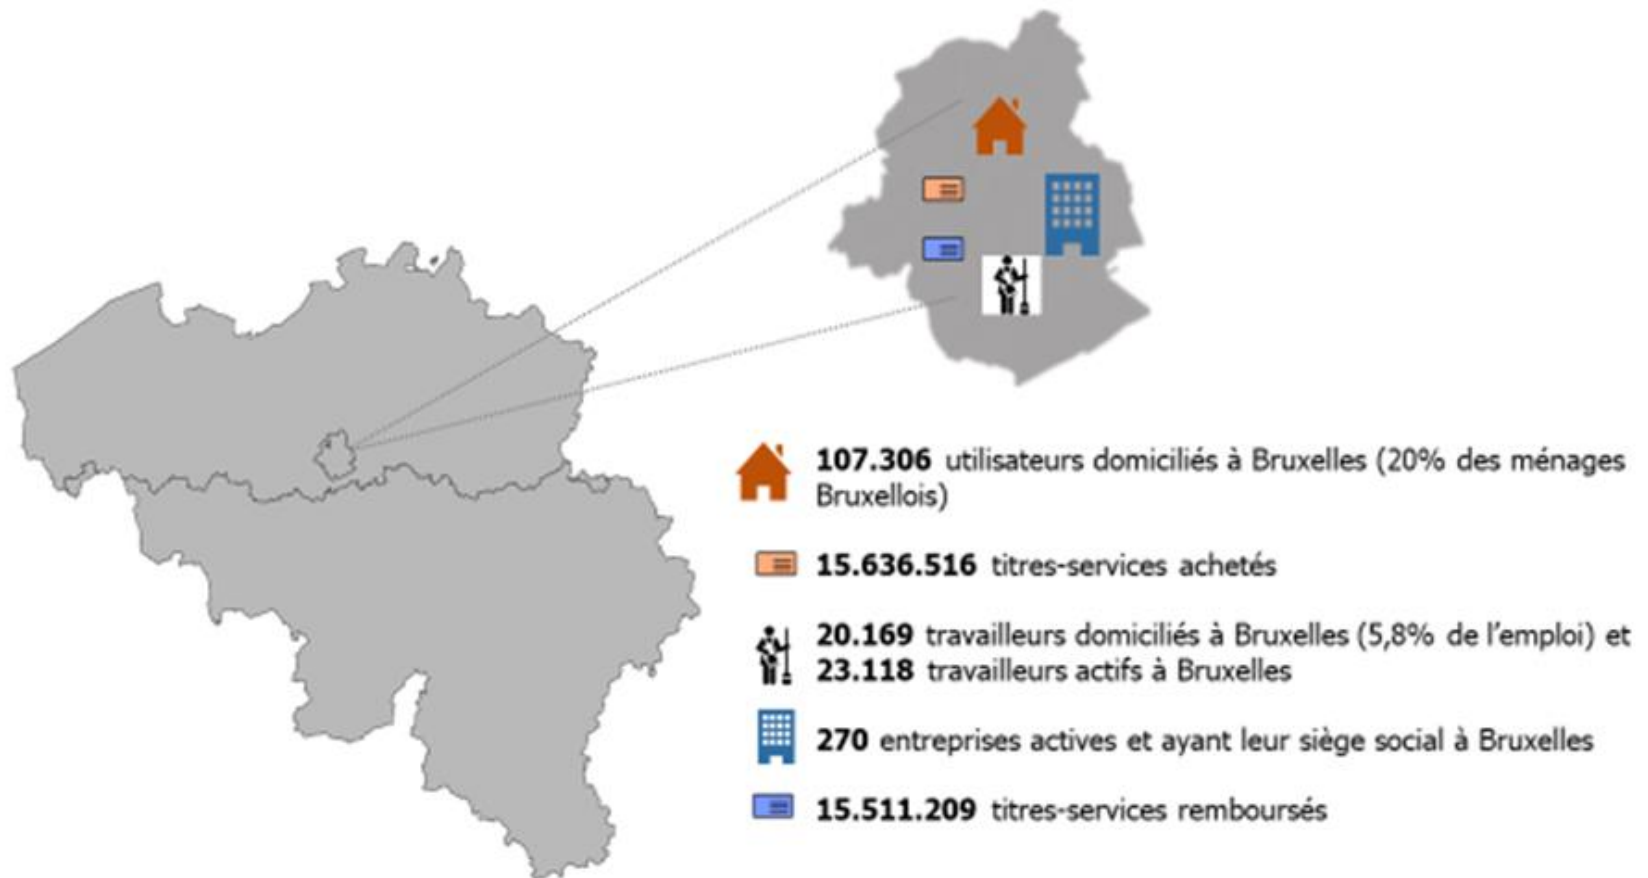 107.306 utilisateurs domiciliés à Bruxelles (20% des ménages
Bruxellois)
15.636.516 titres-services achetés
20.169 travailleurs domiciliés à Bruxelles (5,8% de l'emploi) et
23.118 travailleurs actifs à Bruxelles
270 entreprises actives et ayant leur siège social à Bruxelles
15.511.209 titres-services remboursés